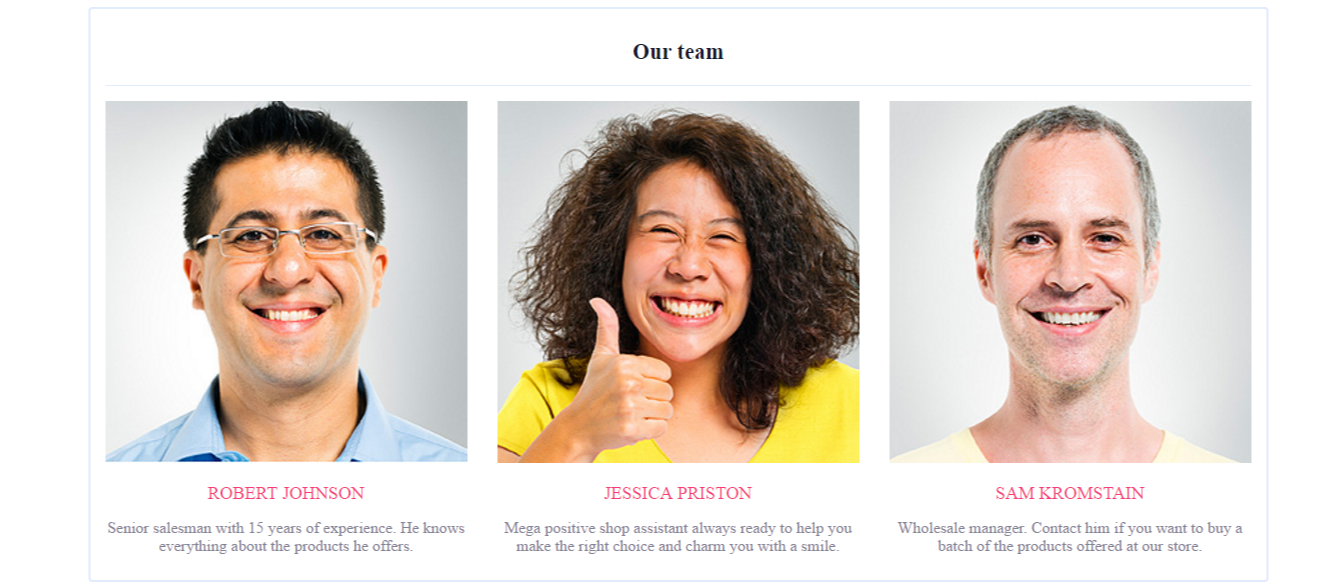 Our team
ROBERT JOHNSON
Senior salesman with 15 years of experience. He knows
everything about the products he offers.
JESSICA PRISTON
Mega positive shop assistant always ready to help you
make the right choice and charm you with a smile.
SAM KROMSTAIN
Wholesale manager. Contact him if you want to buy a
batch of the products offered at our store.